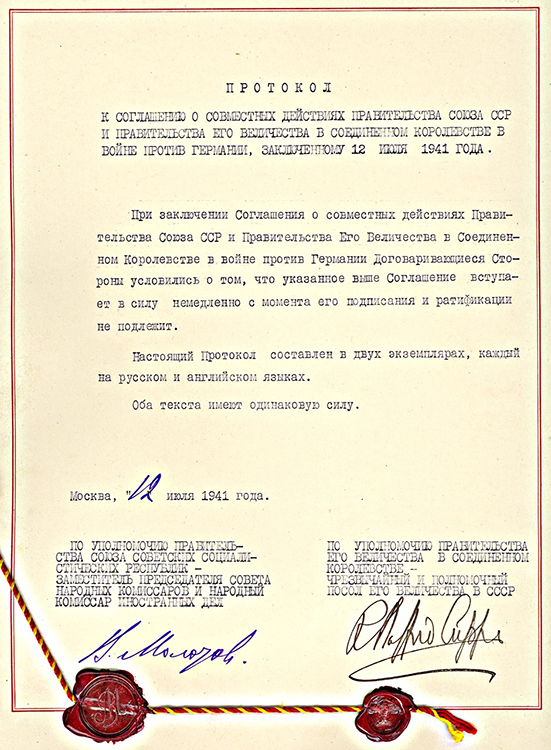 ПРОТОКОЛ
К СОГЛАШЕНИЮ О СОВМЕСТНЫХ ДЕЙСТВИЯХ ПРАВИТЕЛЬСТВА СОЮЗА ССР
И ПРАВИТЕЛЬСТВА ЕГО ВЕЛИЧЕСТВА В СОЕДИНЕННОМ КОРОЛЕВСТВЕ В
ВОЙНЕ ПРОТИВ ГЕРМАНИИ, ЗАКЛЮЧЕННОМУ 12 ИЮЛЯ 1941 ГОДА.
При заключении Соглашения о совместных действиях Прави-
тельства Союза ССР и Правительства Его Величества в Соединен-
ном Королевстве в войне против Германии Договаривающиеся Сто-
роны условились о том, что указанное выше Соглашение вступа-
ет в силу немедленно с момента его подписания и ратификации
не подлежит.
Настоящий Протокол составлен в двух экземплярах, каждый
на русском и английском языках.
Оба текста имеют одинаковую силу.
Москва, "12 июля 1941 года.
ПО УПОЛНОМОЧИЮ ПРАВИТЕЛЬ-
СТВА СОЮЗА СОВЕТСКИХ СОЦИАЛИ-
СТИЧЕСКИХ РЕСПУБЛИК -
ЗАМЕСТИТЕЛЬ ПРЕДСЕДАТЕЛЯ СОВЕТА
НАРОДНЫХ КОМИССАРОВ И НАРОДНЫЙ
КОМИССАР ИНОСТРАННЫХ ДЕЛ
В. Молотов.
ПО УПОЛНОМОЧИЮ ПРАВИТЕЛЬСТВА
ЕГО ВЕЛИЧЕСТВА В СОЕДИНЕННОМ
КОРОЛЕВСТВЕ -
ЧРЕЗВЫЧАЙНЫЙ И ПОЛНОМОЧНЫЙ
ПОСОЛ ЕГО ВЕЛИЧЕСТВА В СССР
R Stafford Cripps